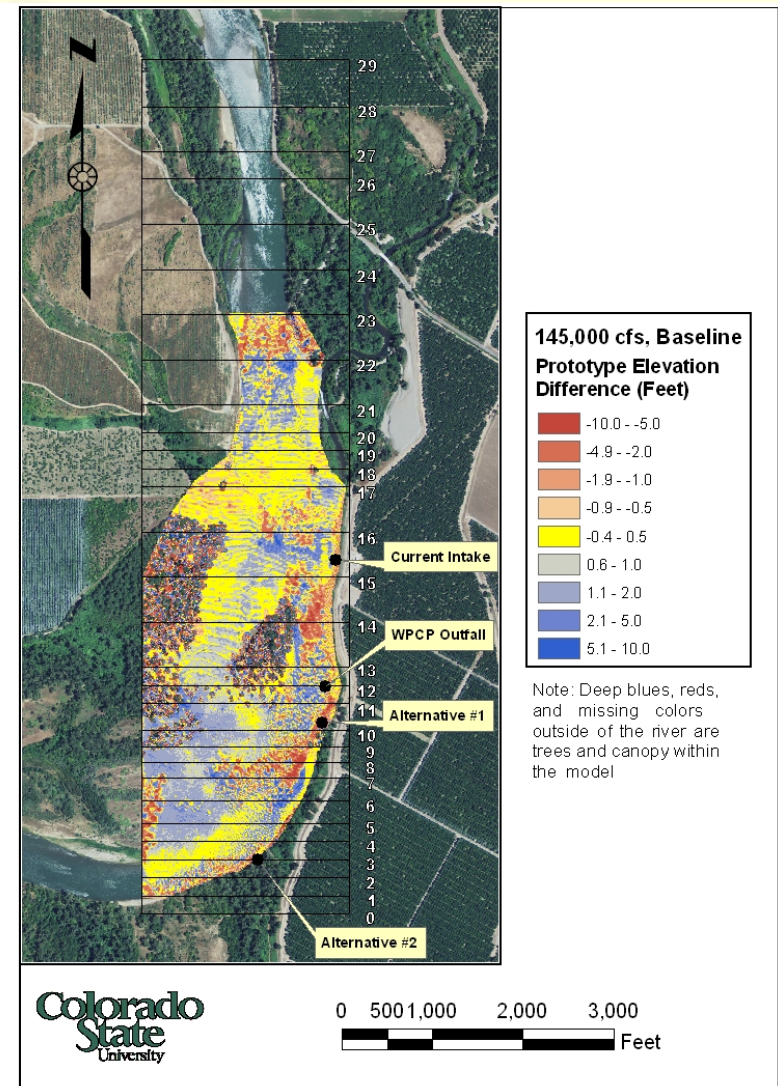 N
29
28
27
26
25
24
23
22
21
20
19
18
17
16
Current Intake
15
14
WPCP Outfall
13
12
11
Alternative #1
10
9
8
7
6
5
4
3
2
1
0
Alternative #2
145,000 cfs, Baseline
Prototype Elevation
Difference (Feet)
-10.0 - -5.0
-4.9 - -2.0
-1.9 - -1.0
-0.9 - -0.5
-0.4 - 0.5
0.6 - 1.0
1.1 - 2.0
2.1 - 5.0
5.1 - 10.0
Note: Deep blues, reds,
and missing colors
outside of the river are
trees and canopy within
the model
Colorado
State
University
0 500 1,000 2,000 3,000
Feet